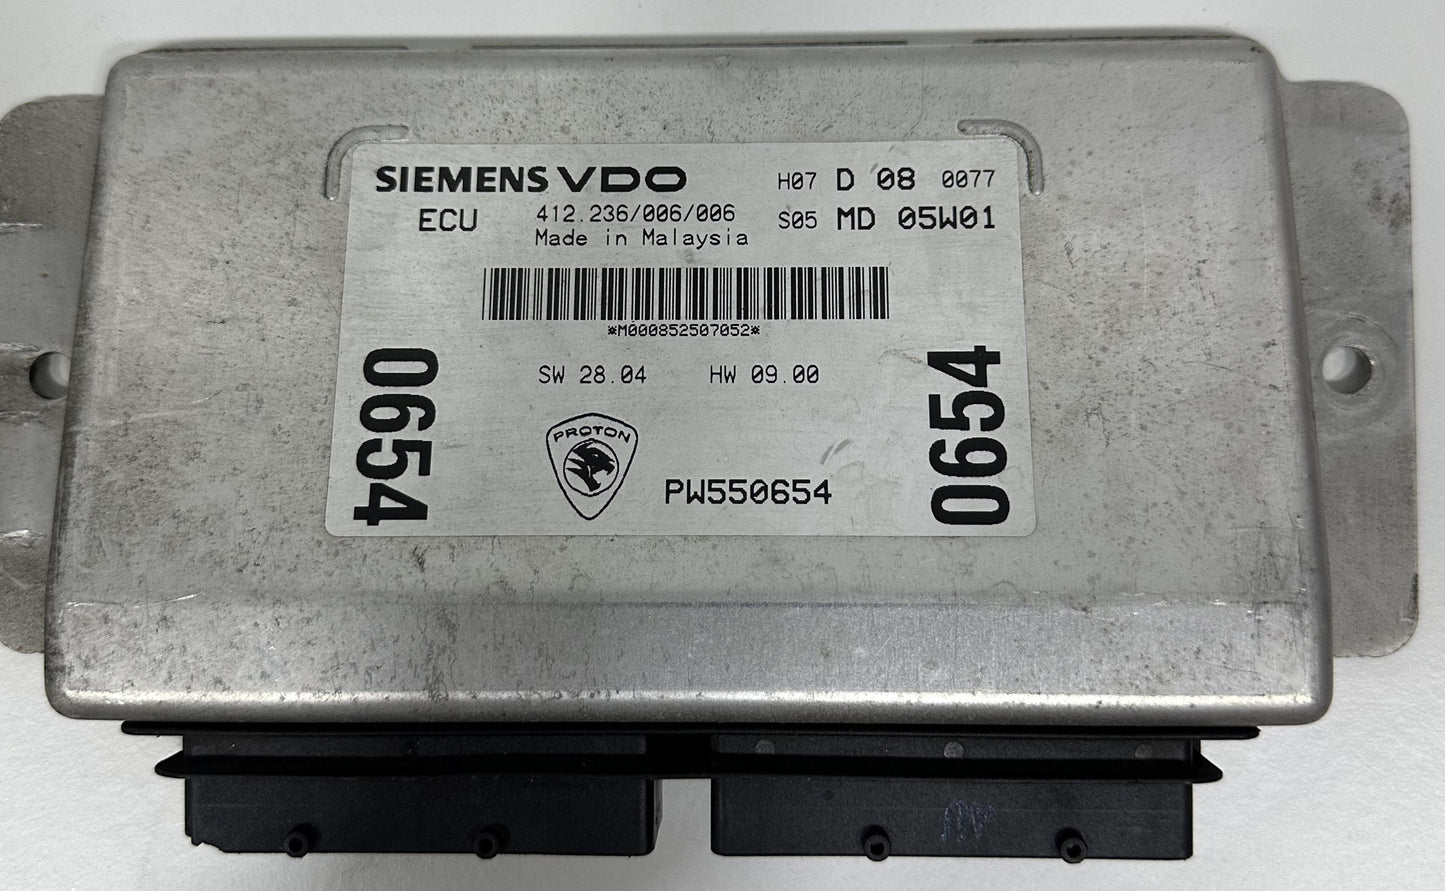 SIEMENS VDO H07 D 08 0077
ECU 412.236/006/006 S05 MD 05W01
Made in Malaysia
*M000852507052*
SW 28.04 HW 09.00
0654
0654
PROTON
PW550654